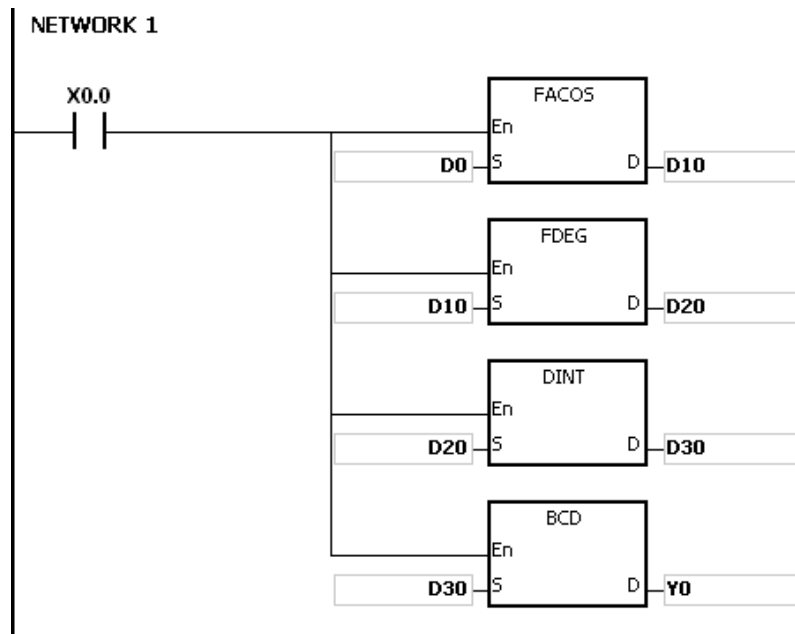 NETWORK 1
X0.0
FACOS
En
D0 S D D10
FDEG
En
D10 S D D20
DINT
En
D20 S D D30
BCD
En
D30 S D Y0